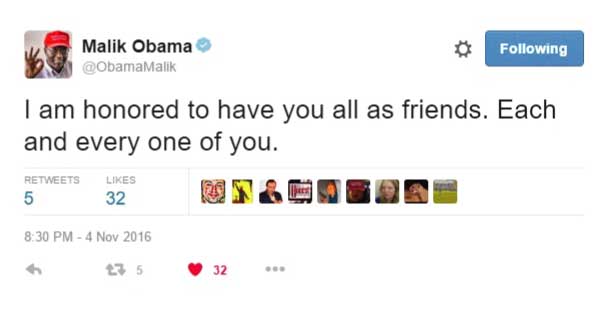 Malik Obama
@ObamaMalik
Following
I am honored to have you all as friends. Each
and every one of you.
RETWEETS LIKES
5 32
8:30 PM - 4 Nov 2016
5 32